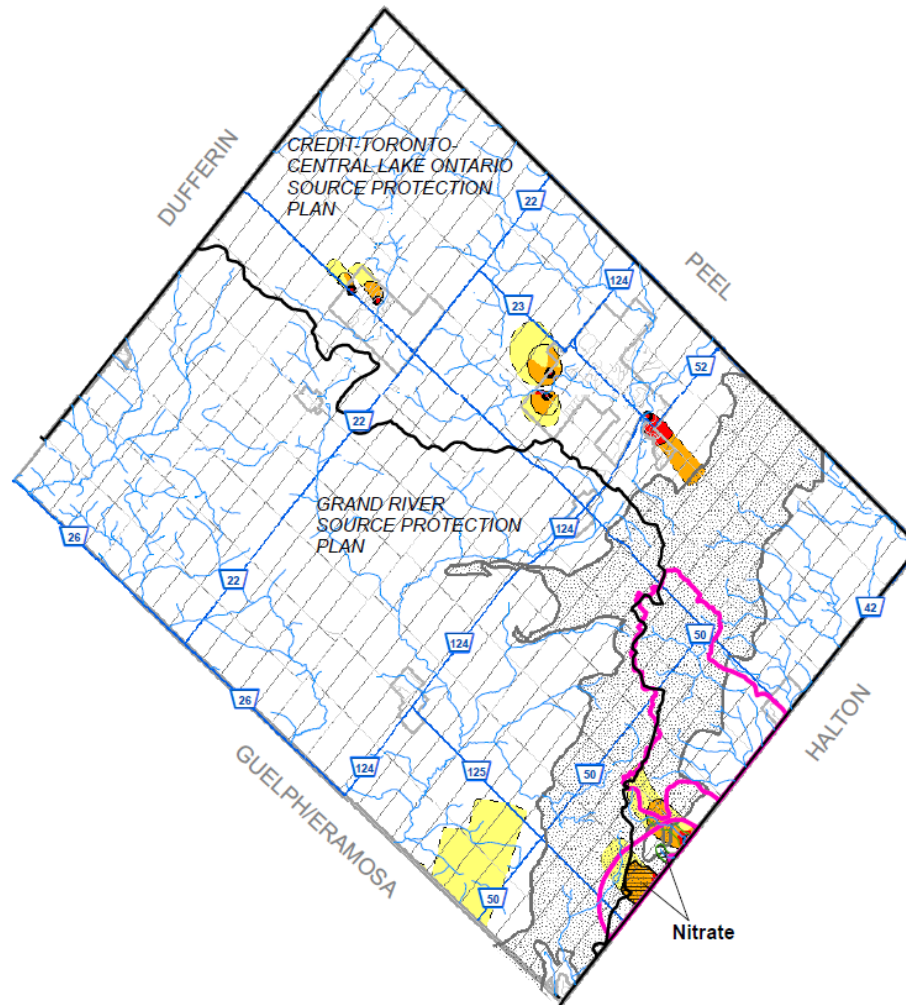 CREDIT-TORONTO-
CENTRAL LAKE ONTARIO
SOURCE PROTECTION
PLAN
DUFFERIN
22
PEEL
124
23
52
22
GRAND RIVER
SOURCE PROTECTION
PLAN
124
26
22
42
50
124
26
HALTON
124
125
50
GUELPH/ERAMOSA
50
Nitrate